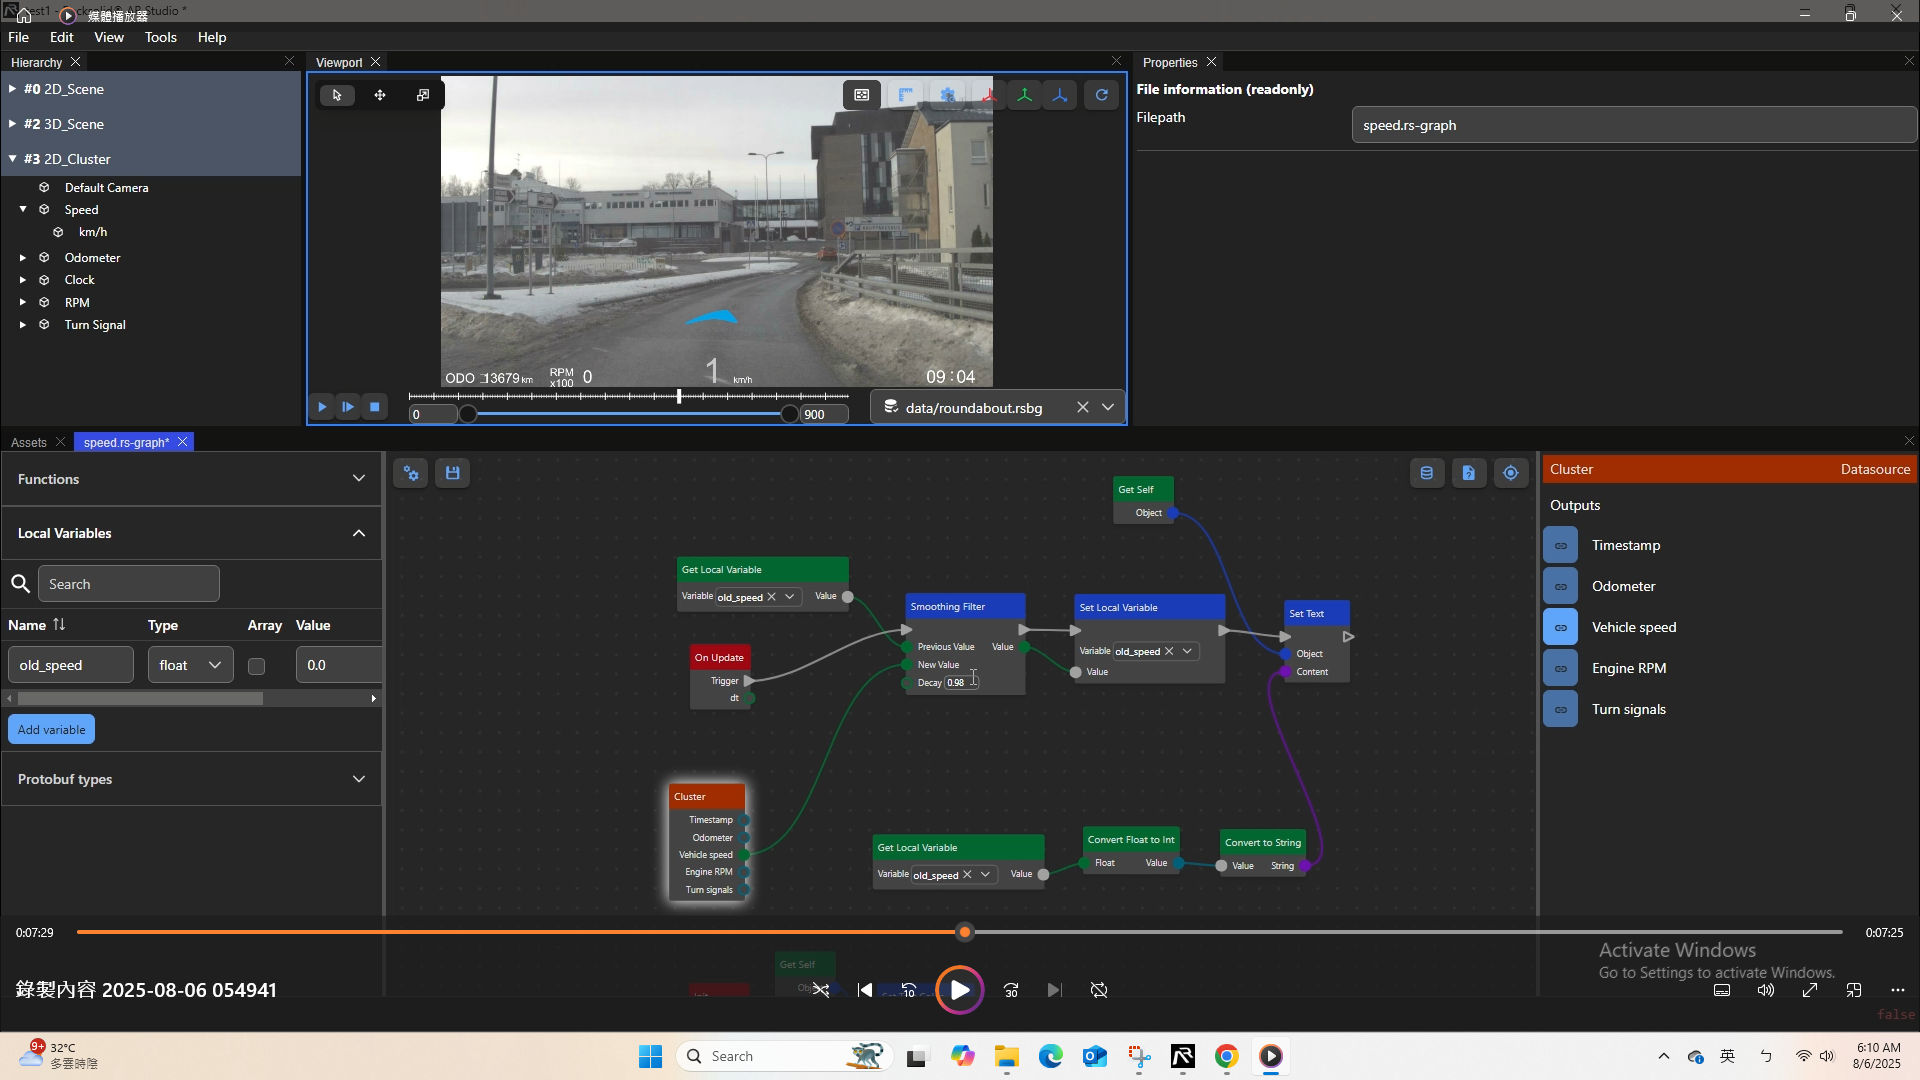 媒體播放器
File Edit View Tools Help
Hierarchy
#0 2D_Scene
#2 3D_Scene
#3 2D_Cluster
Default Camera
Speed
km/h
Odometer
Clock
RPM
Turn Signal
Viewport
ODO 13679 km
RPM x100 0
1 km/h
09:04
0
900
data/roundabout.rsbg
Properties
File information (readonly)
Filepath
speed.rs-graph
Assets
speed.rs-graph*
Functions
Local Variables
Search
Name Type Array Value
old_speed float 0.0
Add variable
Protobuf types
Get Self
Object
Get Local Variable
Variable old_speed Value
On Update
Trigger
dt
Smoothing Filter
Previous Value Value
New Value
Decay 0.98
Set Local Variable
Variable old_speed
Value
Set Text
Object
Content
Cluster
Timestamp
Odometer
Vehicle speed
Engine RPM
Turn signals
Get Local Variable
Variable old_speed Value
Convert Float to Int
Float Value
Convert to String
Value String
Get Self
Cluster Datasource
Outputs
Timestamp
Odometer
Vehicle speed
Engine RPM
Turn signals
0:07:29
0:07:25
Activate Windows
Go to Settings to activate Windows.
錄製內容 2025-08-06 054941
10
30
false
9+
32°C
多雲時陰
Search
英
ㄅ
6:10 AM
8/6/2025